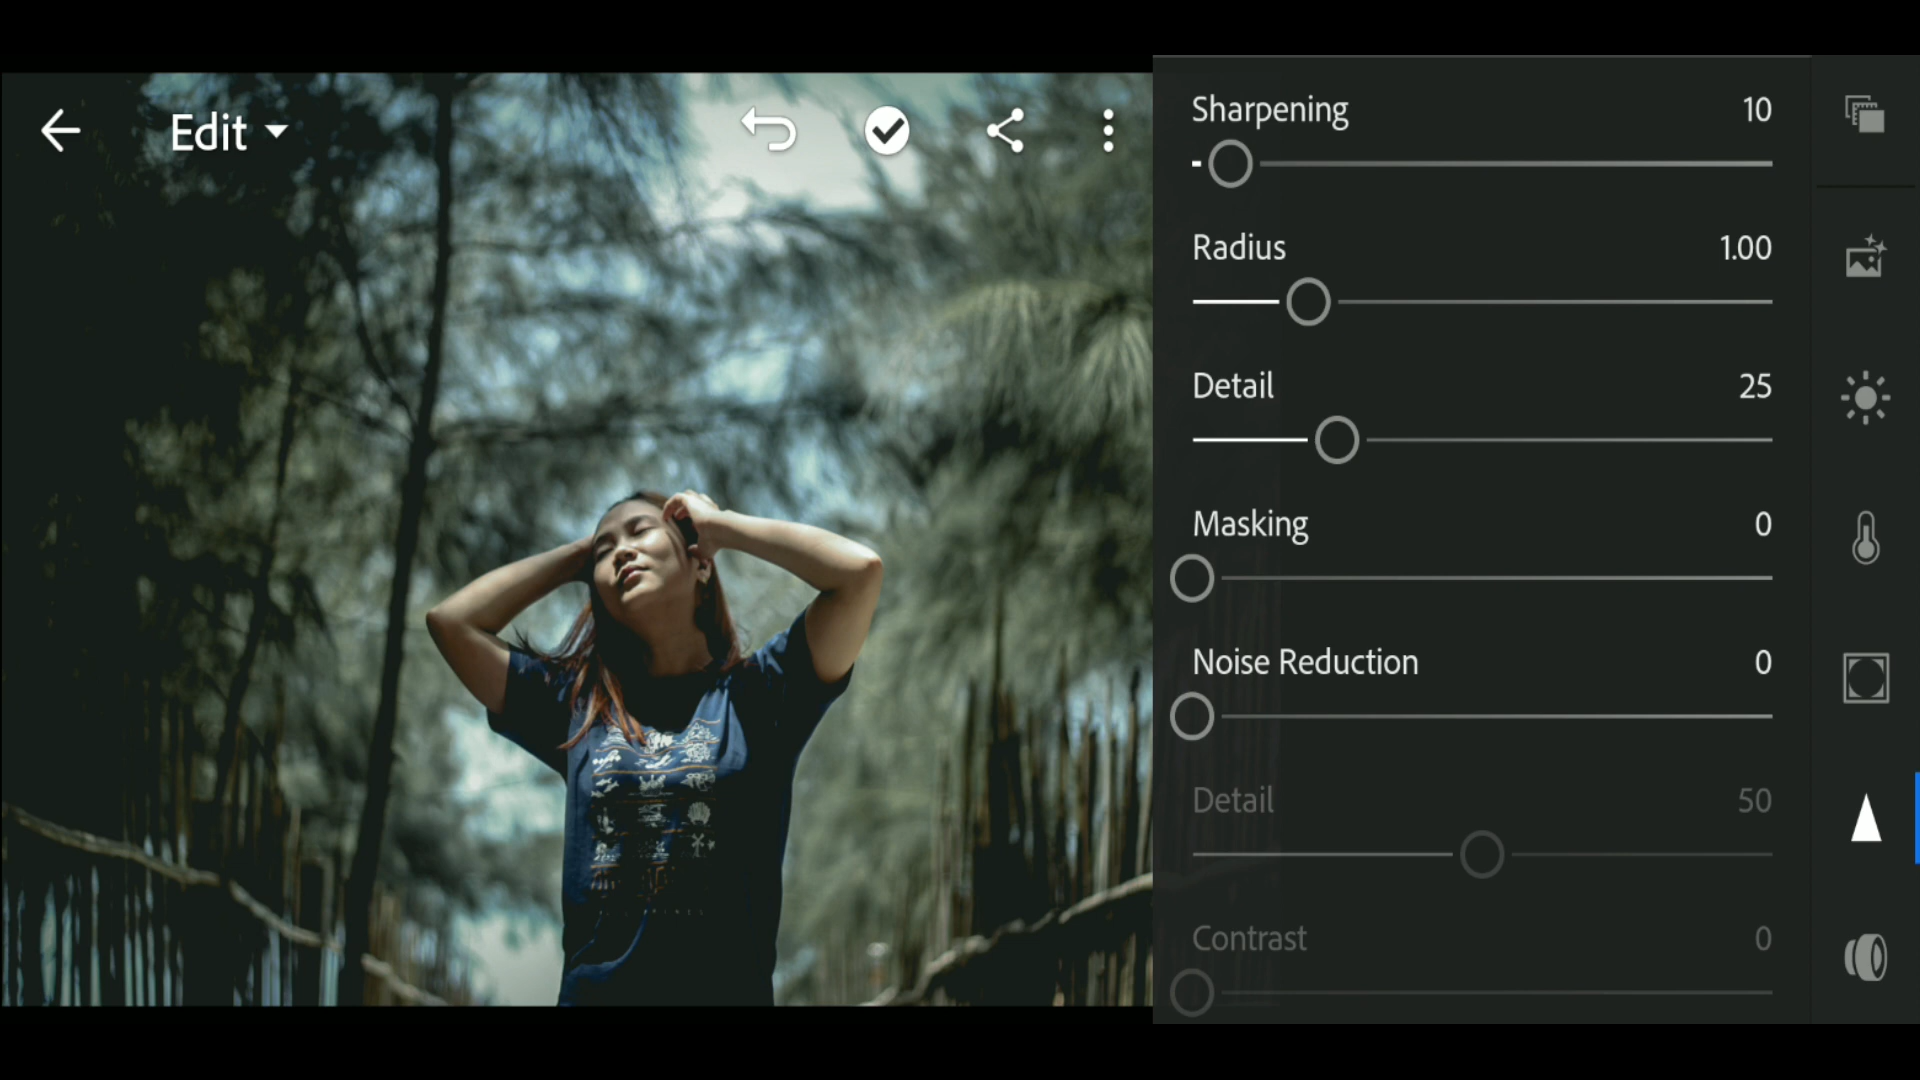 Edit
Sharpening 10
Radius 1.00
Detail 25
Masking 0
Noise Reduction 0
Detail 50
Contrast 0